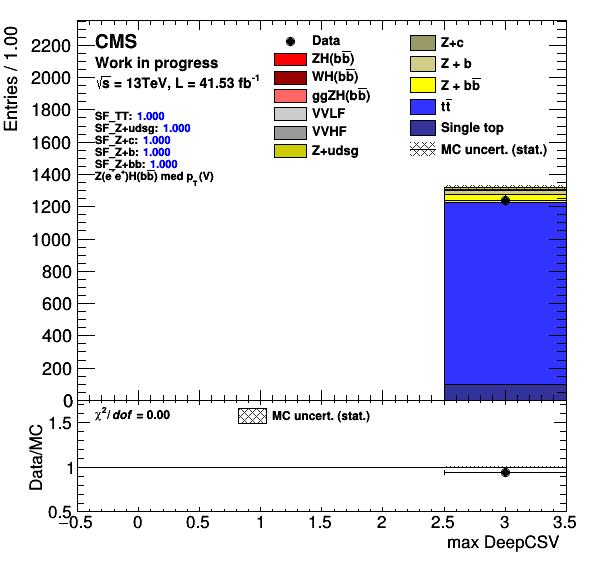 CMS
Work in progress
√s = 13TeV, L = 41.53 fb⁻¹
SF_TT: 1.000
SF_Z+udsg: 1.000
SF_Z+c: 1.000
SF_Z+b: 1.000
SF_Z+bb: 1.000
Z(e⁻e⁺)H(bb̅) med p_T(V)
Data
ZH(bb̅)
WH(bb̅)
ggZH(bb̅)
VVLF
VVHF
Z+udsg
Z+c
Z + b
Z + bb̅
tt̅
Single top
MC uncert. (stat.)
Entries / 1.00
2200
2000
1800
1600
1400
1200
1000
800
600
400
200
0
χ²/dof = 0.00
MC uncert. (stat.)
Data/MC
1.5
1
0.5
−0.5 0 0.5 1 1.5 2 2.5 3 3.5
max DeepCSV